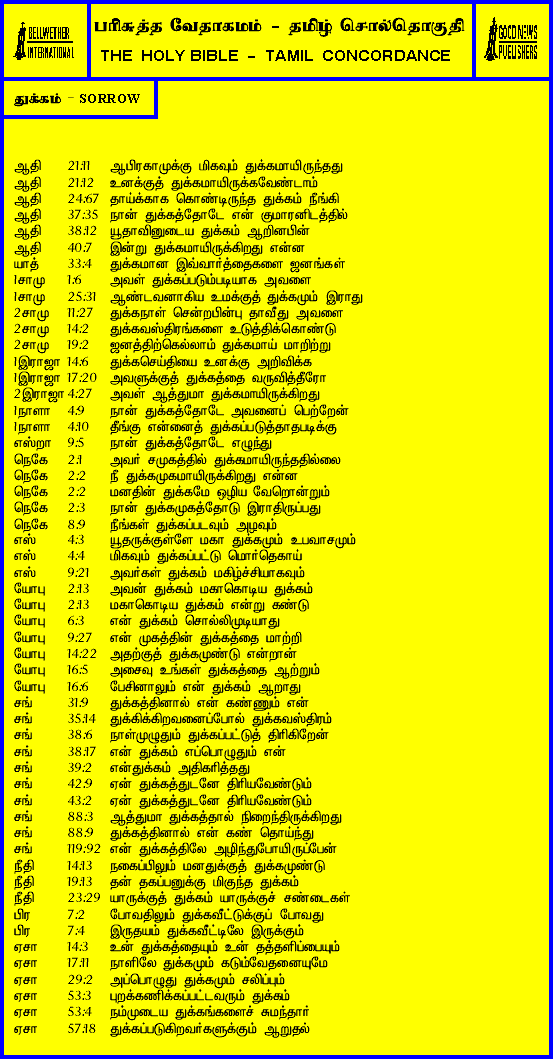 BELLWETHER INTERNATIONAL
பரிசுத்த வேதாகமம் - தமிழ் சொல்தொகுதி
THE HOLY BIBLE - TAMIL CONCORDANCE
GOOD NEWS PUBLISHERS
துக்கம் - SORROW
ஆதி 21:11 ஆபிரகாமுக்கு மிகவும் துக்கமாயிருந்தது
ஆதி 21:12 உனக்குத் துக்கமாயிருக்கவேண்டாம்
ஆதி 24:67 தாய்க்காக கொண்டிருந்த துக்கம் நீங்கி
ஆதி 37:35 நான் துக்கத்தோடே என் குமாரனிடத்தில்
ஆதி 38:12 யூதாவினுடைய துக்கம் ஆறினபின்
ஆதி 40:7 இன்று துக்கமாயிருக்கிறது என்ன
யாத் 33:4 துக்கமான இவ்வார்த்தைகளை ஜனங்கள்
1சாமு 1:6 அவள் துக்கப்படும்படியாக அவளை
1சாமு 25:31 ஆண்டவனாகிய உமக்குத் துக்கமும் இராது
2சாமு 11:27 துக்கநாள் சென்றபின்பு தாவீது அவளை
2சாமு 14:2 துக்கவஸ்திரங்களை உடுத்திக்கொண்டு
2சாமு 19:2 ஜனத்திற்கெல்லாம் துக்கமாய் மாறிற்று
1இராஜா 14:6 துக்கசெய்தியை உனக்கு அறிவிக்க
1இராஜா 17:20 அவளுக்குத் துக்கத்தை வருவித்தீரோ
2இராஜா 4:27 அவள் ஆத்துமா துக்கமாயிருக்கிறது
1நாளா 4:9 நான் துக்கத்தோடே அவனைப் பெற்றேன்
1நாளா 4:10 தீங்கு என்னைத் துக்கப்படுத்தாதபடிக்கு
எஸ்றா 9:5 நான் துக்கத்தோடே எழுந்து
நெகே 2:1 அவர் சமுகத்தில் துக்கமாயிருந்ததில்லை
நெகே 2:2 நீ துக்கமுகமாயிருக்கிறது என்ன
நெகே 2:2 மனதின் துக்கமே ஒழிய வேறொன்றும்
நெகே 2:3 நான் துக்கமுகத்தோடு இராதிருப்பது
நெகே 8:9 நீங்கள் துக்கப்படவும் அழவும்
எஸ் 4:3 யூதருக்குள்ளே மகா துக்கமும் உபவாசமும்
எஸ் 4:4 மிகவும் துக்கப்பட்டு மொர்தெகாய்
எஸ் 9:21 அவர்கள் துக்கம் மகிழ்ச்சியாகவும்
யோபு 2:13 அவன் துக்கம் மகாகொடிய துக்கம்
யோபு 2:13 மகாகொடிய துக்கம் என்று கண்டு
யோபு 6:3 என் துக்கம் சொல்லிமுடியாது
யோபு 9:27 என் முகத்தின் துக்கத்தை மாற்றி
யோபு 14:22 அதற்குத் துக்கமுண்டு என்றான்
யோபு 16:5 அசைவு உங்கள் துக்கத்தை ஆற்றும்
யோபு 16:6 பேசினாலும் என் துக்கம் ஆறாது
சங் 31:9 துக்கத்தினால் என் கண்ணும் என்
சங் 35:14 துக்கிக்கிறவனைப்போல் துக்கவஸ்திரம்
சங் 38:6 நாள்முழுதும் துக்கப்பட்டுத் திரிகிறேன்
சங் 38:17 என் துக்கம் எப்பொழுதும் என்
சங் 39:2 என்துக்கம் அதிகரித்தது
சங் 42:9 ஏன் துக்கத்துடனே திரியவேண்டும்
சங் 43:2 ஏன் துக்கத்துடனே திரியவேண்டும்
சங் 88:3 ஆத்துமா துக்கத்தால் நிறைந்திருக்கிறது
சங் 88:9 துக்கத்தினால் என் கண் தொய்ந்து
சங் 119:92 என் துக்கத்திலே அழிந்துபோயிருப்பேன்
நீதி 14:13 நகைப்பிலும் மனதுக்குத் துக்கமுண்டு
நீதி 19:13 தன் தகப்பனுக்கு மிகுந்த துக்கம்
நீதி 23:29 யாருக்குத் துக்கம் யாருக்குச் சண்டைகள்
பிர 7:2 போவதிலும் துக்கவீட்டுக்குப் போவது
பிர 7:4 இருதயம் துக்கவீட்டிலே இருக்கும்
ஏசா 14:3 உன் துக்கத்தையும் உன் தத்தளிப்பையும்
ஏசா 17:11 நாளிலே துக்கமும் கடும்வேதனையுமே
ஏசா 29:2 அப்பொழுது துக்கமும் சலிப்பும்
ஏசா 53:3 புறக்கணிக்கப்பட்டவரும் துக்கம்
ஏசா 53:4 நம்முடைய துக்கங்களைச் சுமந்தார்
ஏசா 57:18 துக்கப்படுகிறவர்களுக்கும் ஆறுதல்